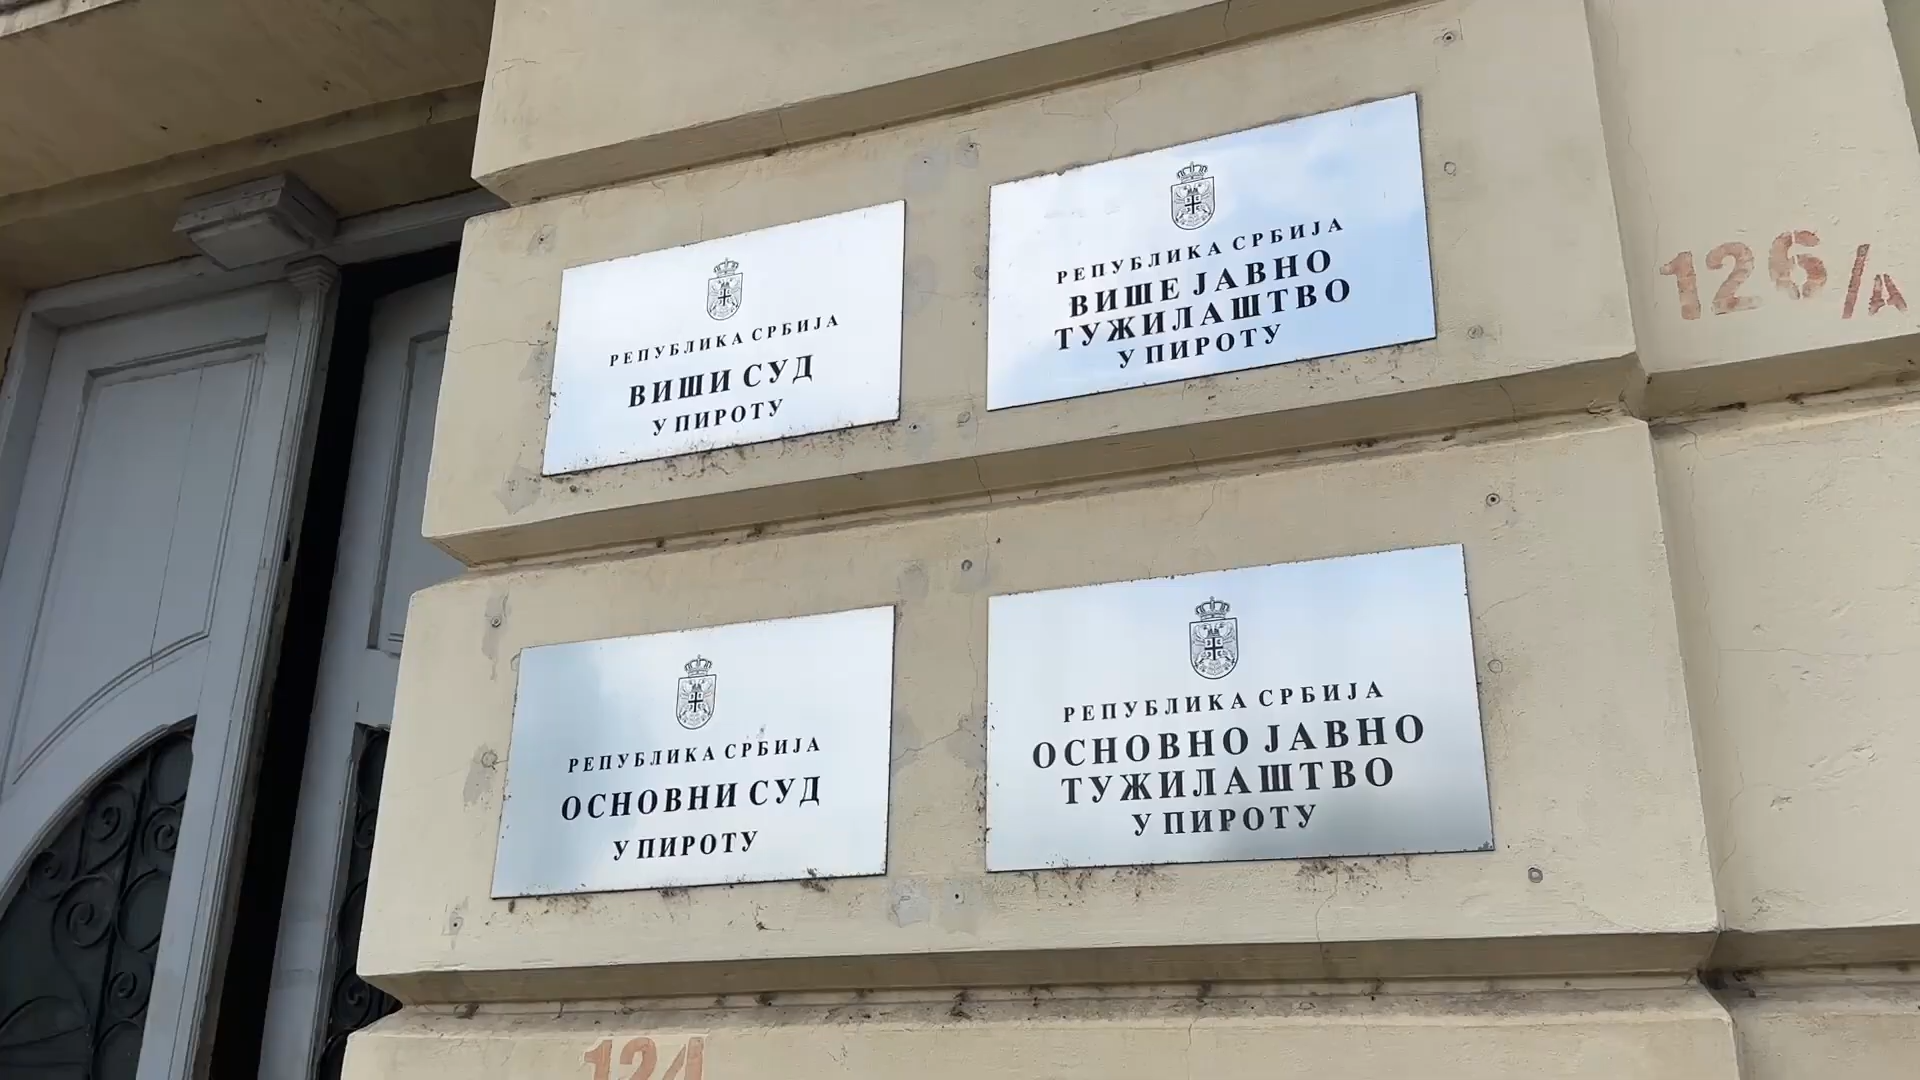 РЕПУБЛИКА СРБИЈА
ВИШИ СУД
У ПИРОТУ
РЕПУБЛИКА СРБИЈА
ВИШЕ ЈАВНО
ТУЖИЛАШТВО
У ПИРОТУ
126/А
РЕПУБЛИКА СРБИЈА
ОСНОВНИ СУД
У ПИРОТУ
РЕПУБЛИКА СРБИЈА
ОСНОВНО ЈАВНО
ТУЖИЛАШТВО
У ПИРОТУ
124